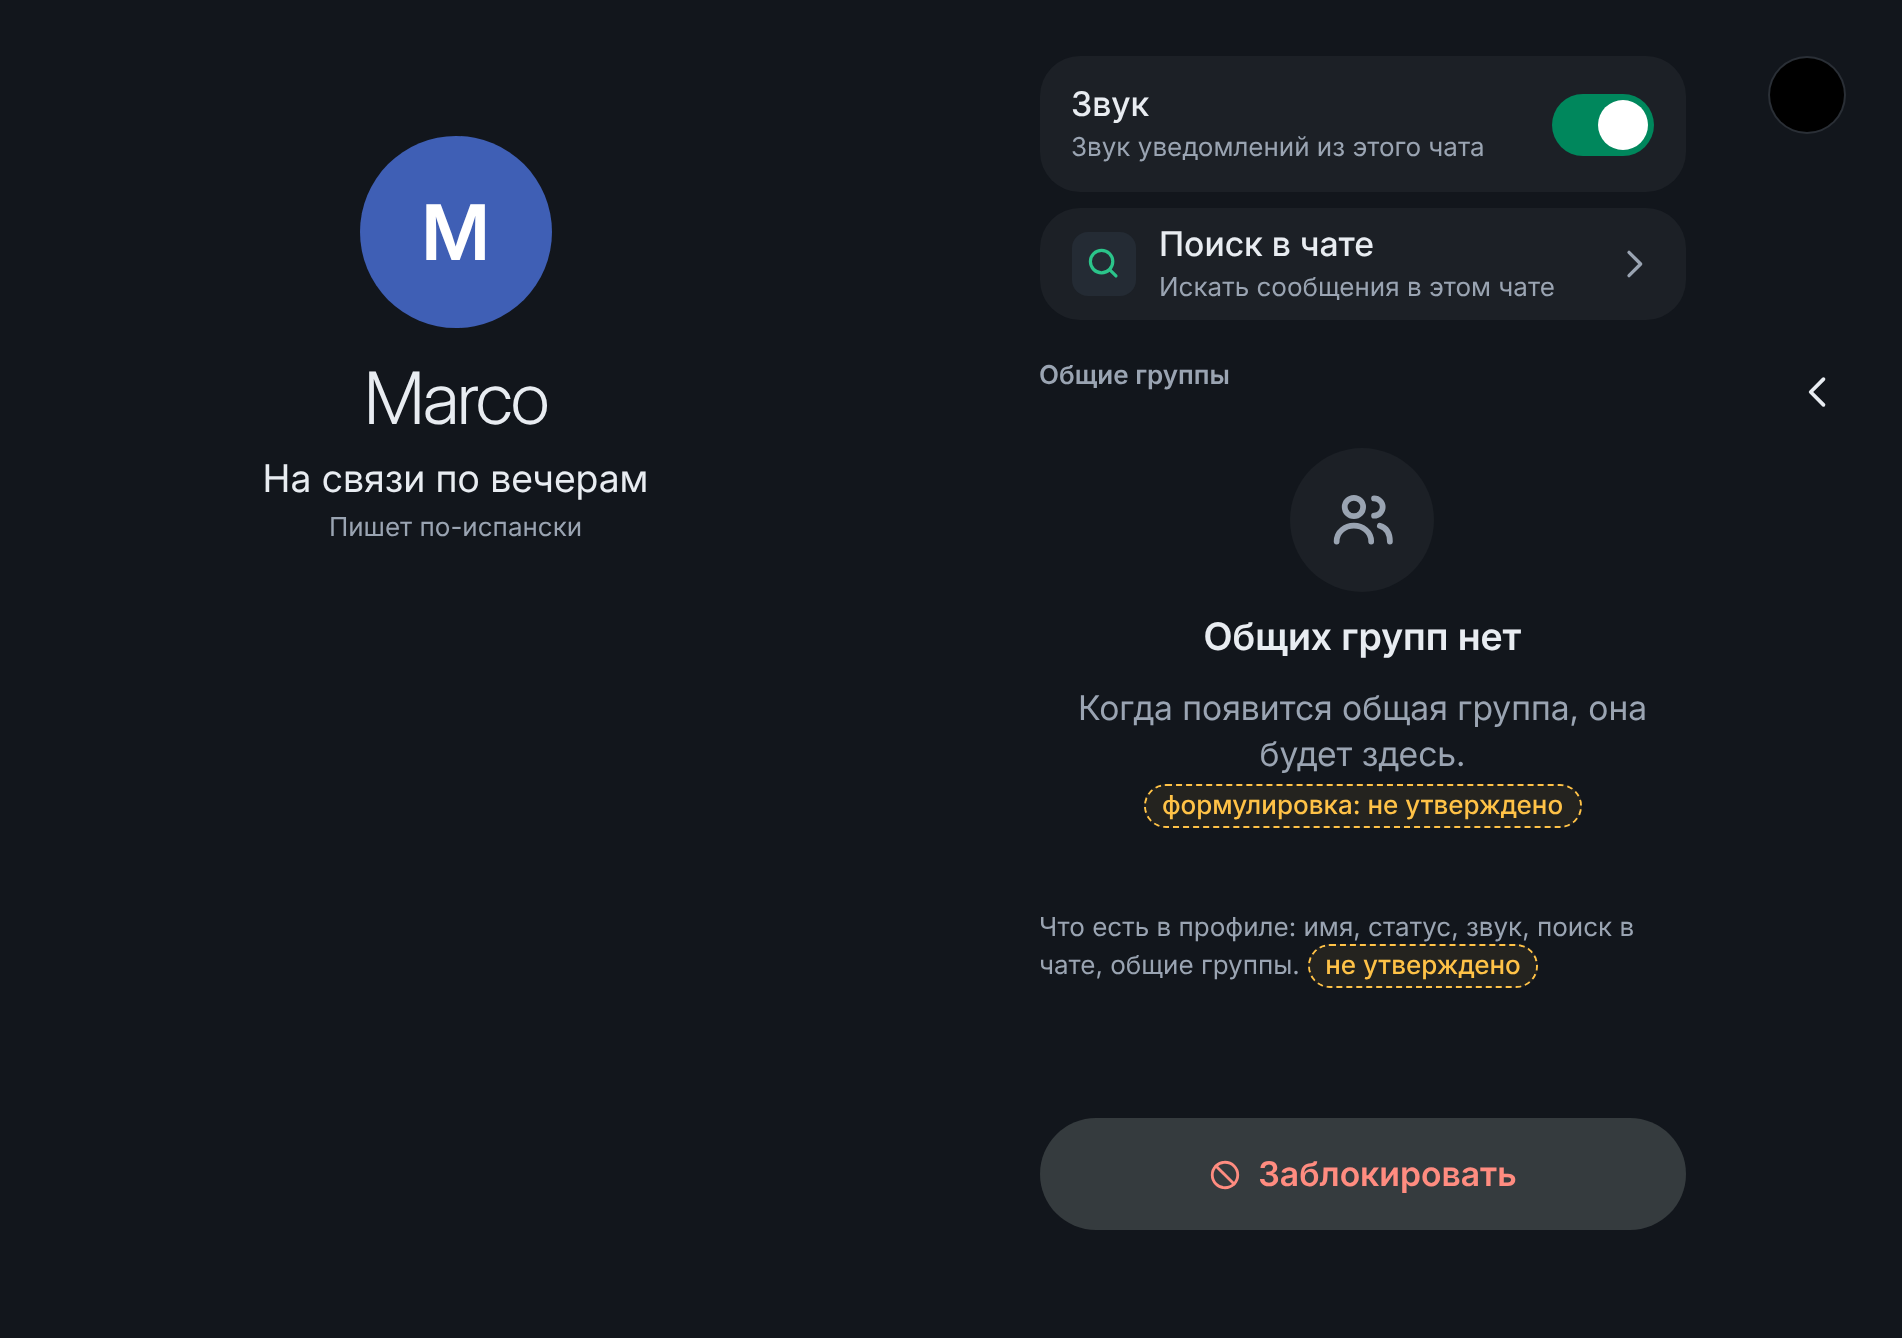 M
Marco
На связи по вечерам
Пишет по-испански
Звук
Звук уведомлений из этого чата
Поиск в чате
Искать сообщения в этом чате
Общие группы
Общих групп нет
Когда появится общая группа, она
будет здесь.
формулировка: не утверждено
Что есть в профиле: имя, статус, звук, поиск в
чате, общие группы. не утверждено
Заблокировать